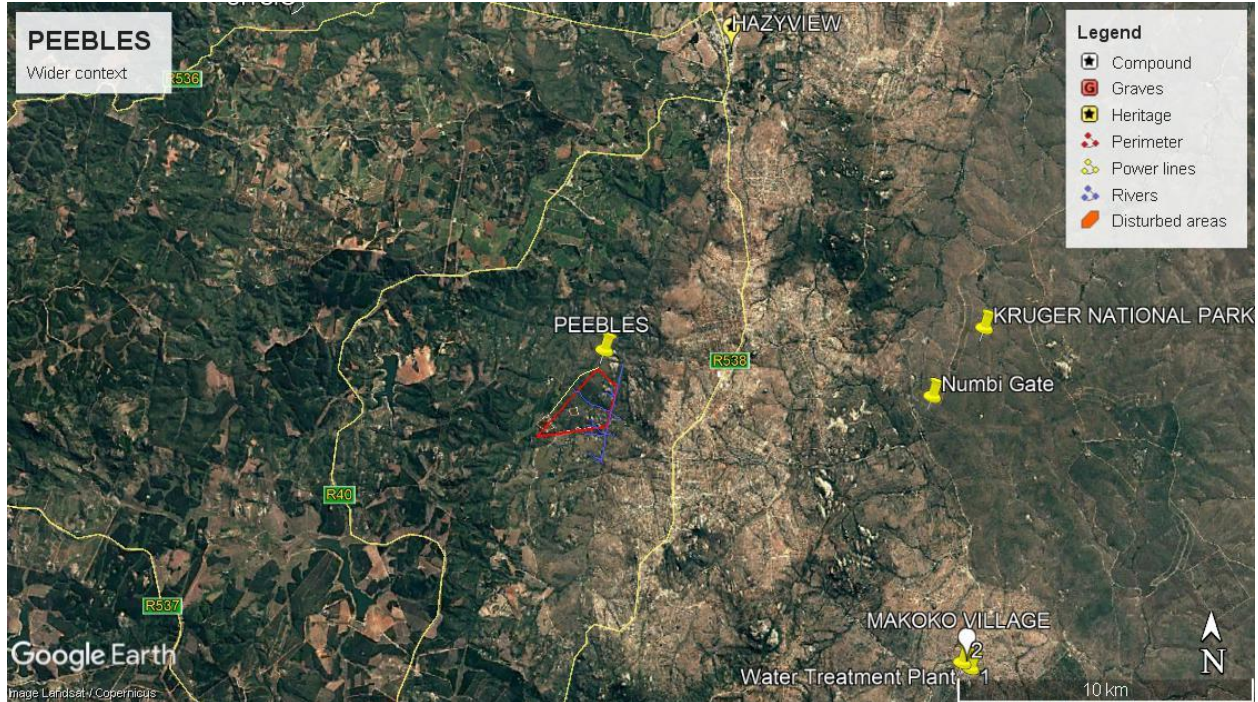 PEEBLES
Wider context
R536
HAZYVIEW
Legend
Compound
G Graves
Heritage
Perimeter
Power lines
Rivers
Disturbed areas
PEEBLES
KRUGER NATIONAL PARK
R538
Numbi Gate
R40
R537
MAKOKO VILLAGE
2
Water Treatment Plant
1
N
10 km
Google Earth
Image Landsat / Copernicus